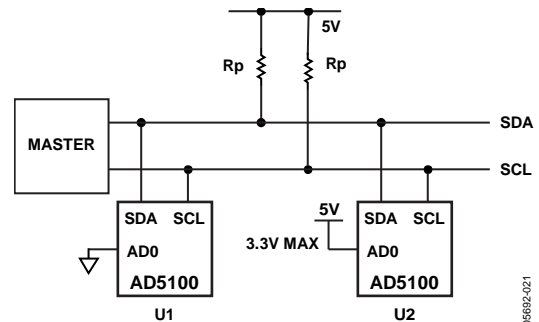 5V
Rp
Rp
SDA
MASTER
SCL
SDA SCL
5V
SDA SCL
AD0
3.3V MAX
AD0
AD5100
AD5100
U1
U2
05692-021